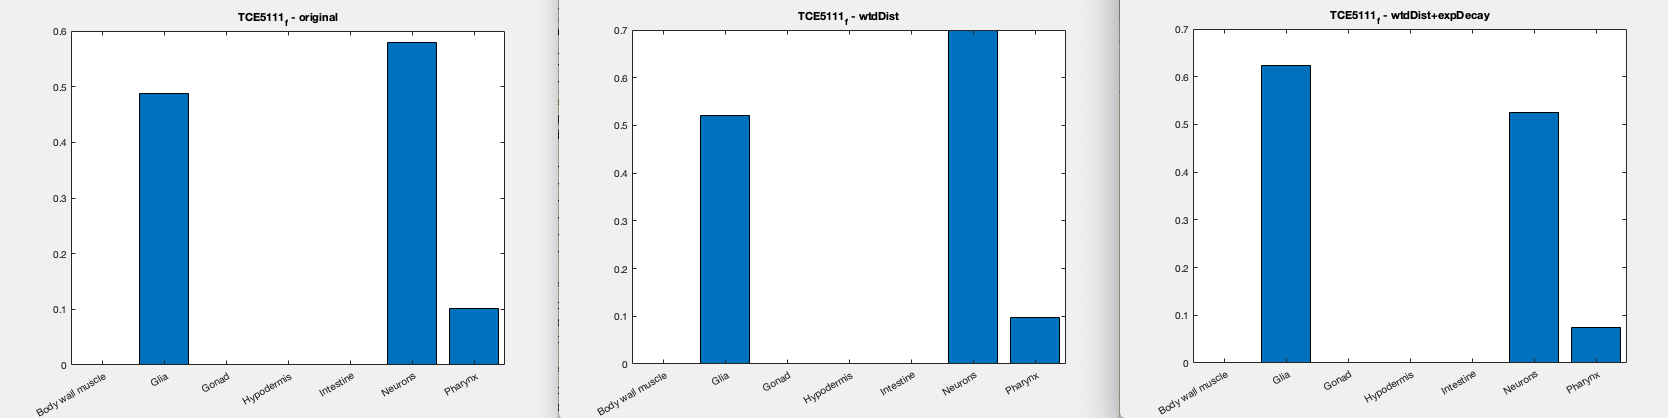 TCE5111f - original
0.6
0.5
0.4
0.3
0.2
0.1
0
Body wall muscle
Glia
Gonad
Hypodermis
Intestine
Neurons
Pharynx
TCE5111f - wtdDist
0.7
0.6
0.5
0.4
0.3
0.2
0.1
0
Body wall muscle
Glia
Gonad
Hypodermis
Intestine
Neurons
Pharynx
TCE5111f - wtdDist+expDecay
0.7
0.6
0.5
0.4
0.3
0.2
0.1
0
Body wall muscle
Glia
Gonad
Hypodermis
Intestine
Neurons
Pharynx